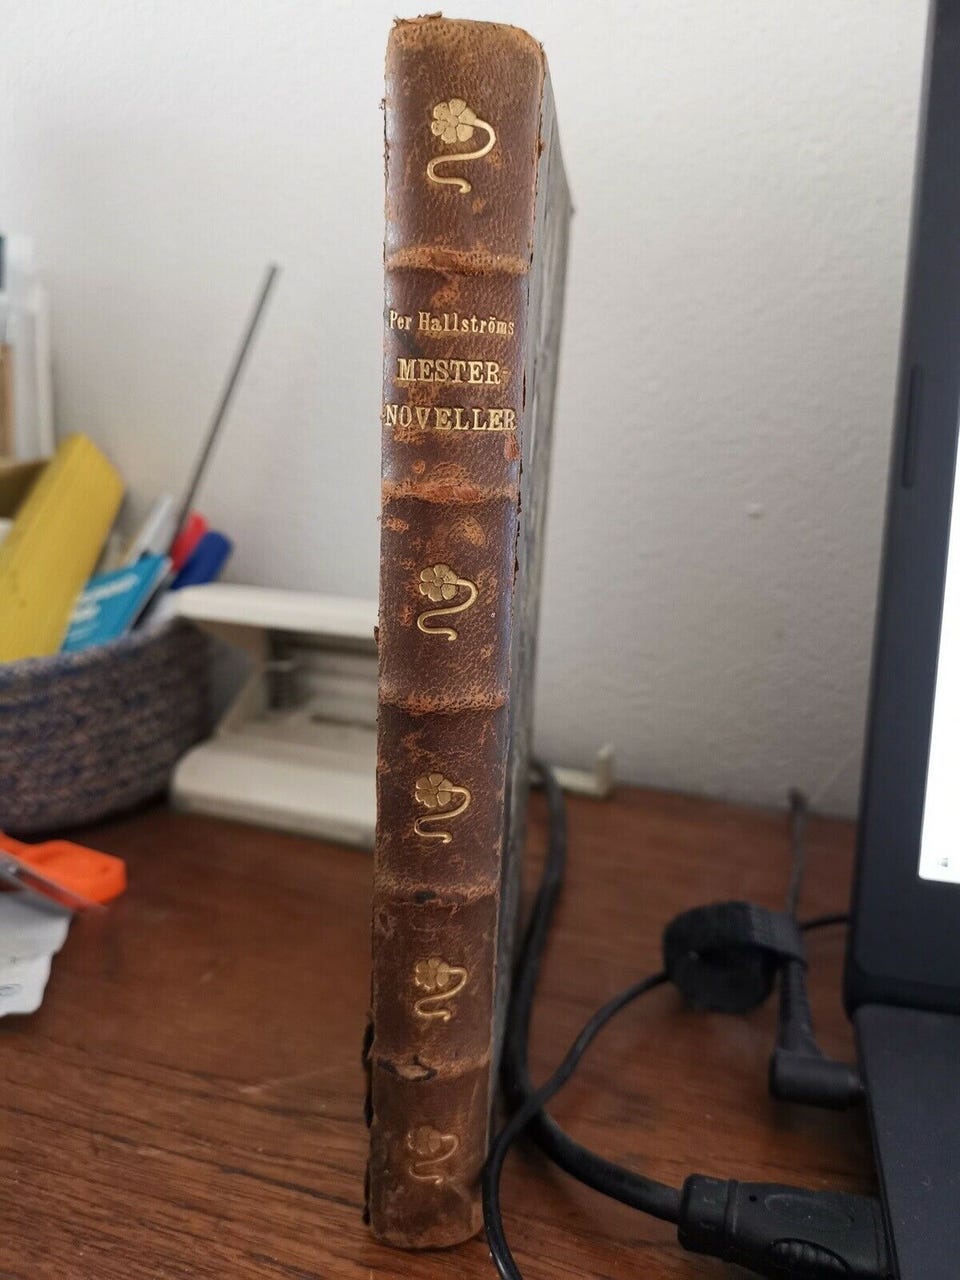 Per Hallströms
MESTER-
NOVELLER